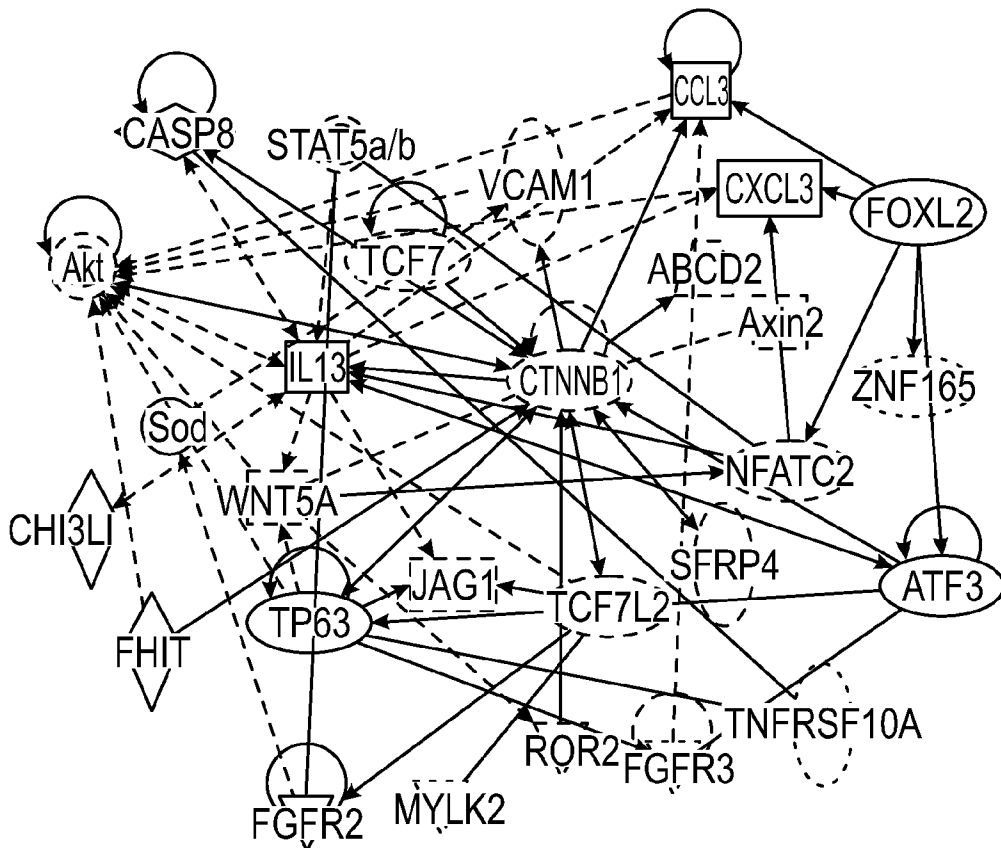 CCL3
CASP8
STAT5a/b
VCAM1
CXCL3
FOXL2
Akt
TCF7
ABCD2
Axin2
IL13
CTNNB1
ZNF165
Sod
NFATC2
WNT5A
CHI3LI
SFRP4
JAG1
ATF3
TP63
TCF7L2
FHIT
TNFRSF10A
ROR2
FGFR3
MYLK2
FGFR2